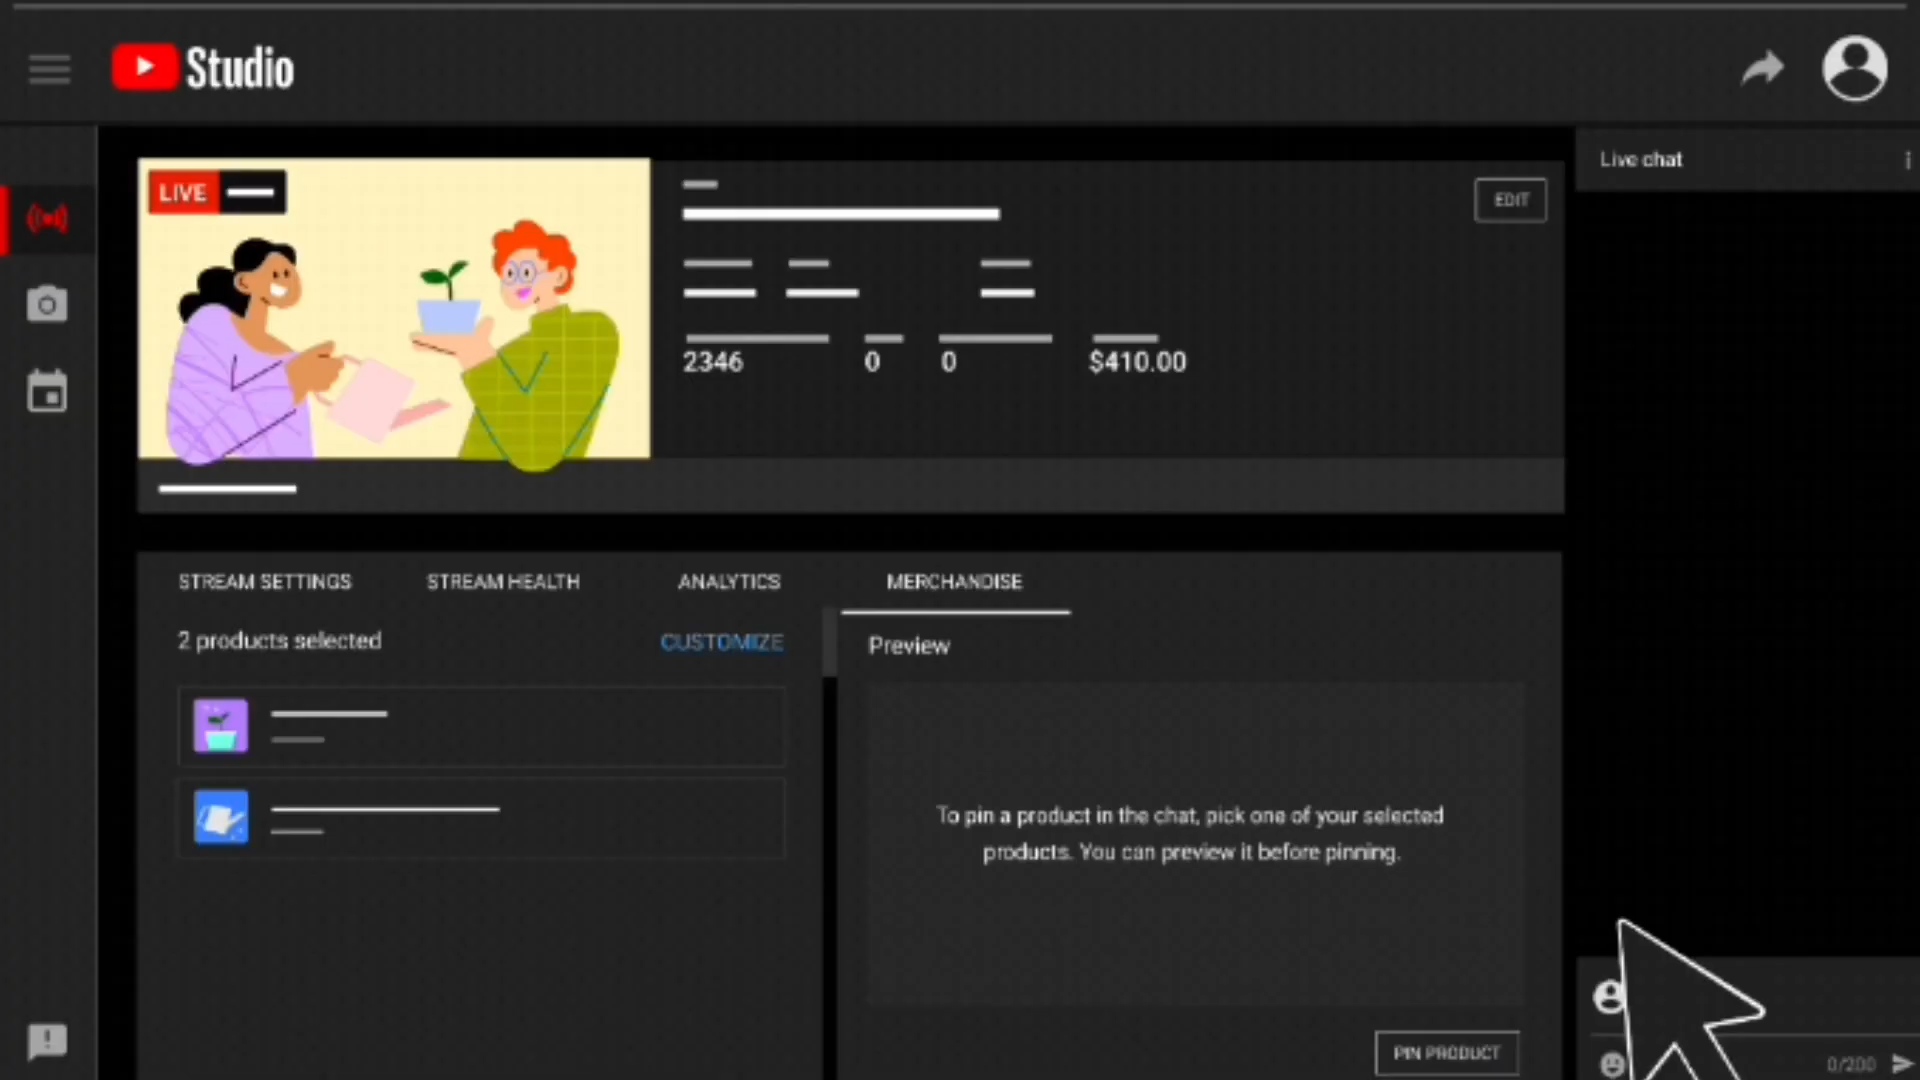 Studio
Live chat
LIVE
EDIT
2346 0 0 $410.00
STREAM SETTINGS STREAM HEALTH ANALYTICS MERCHANDISE
2 products selected CUSTOMIZE
Preview
To pin a product in the chat, pick one of your selected
products. You can preview it before pinning.
PIN PRODUCT
0/200